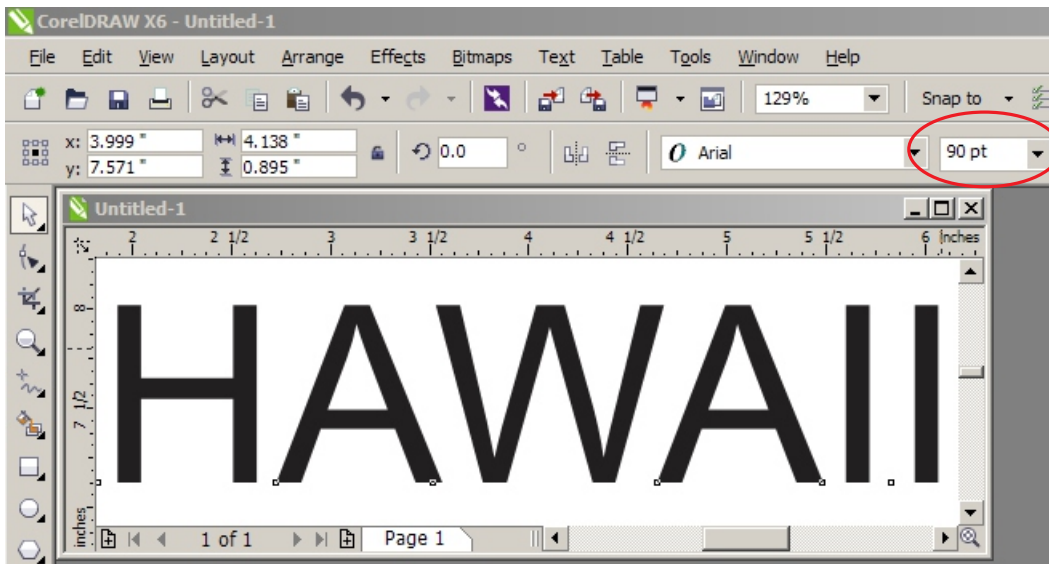 CorelDRAW X6 - Untitled-1
File Edit View Layout Arrange Effects Bitmaps Text Table Tools Window Help
129% Snap to
x: 3.999 " 4.138 " 0.0 ° O Arial 90 pt
y: 7.571 " 0.895 "
Untitled-1
2 2 1/2 3 3 1/2 4 4 1/2 5 5 1/2 6 inches
8
7 1/2
inches
HAWAII
1 of 1 Page 1